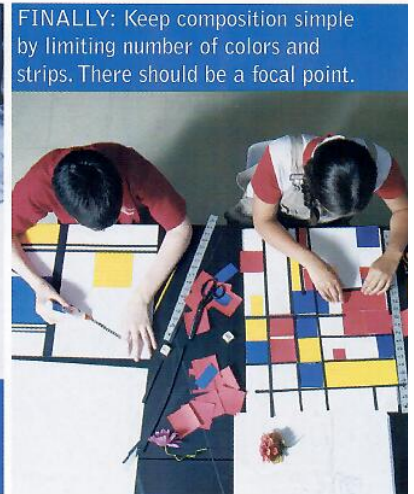 FINALLY: Keep composition simple
by limiting number of colors and
strips. There should be a focal point.